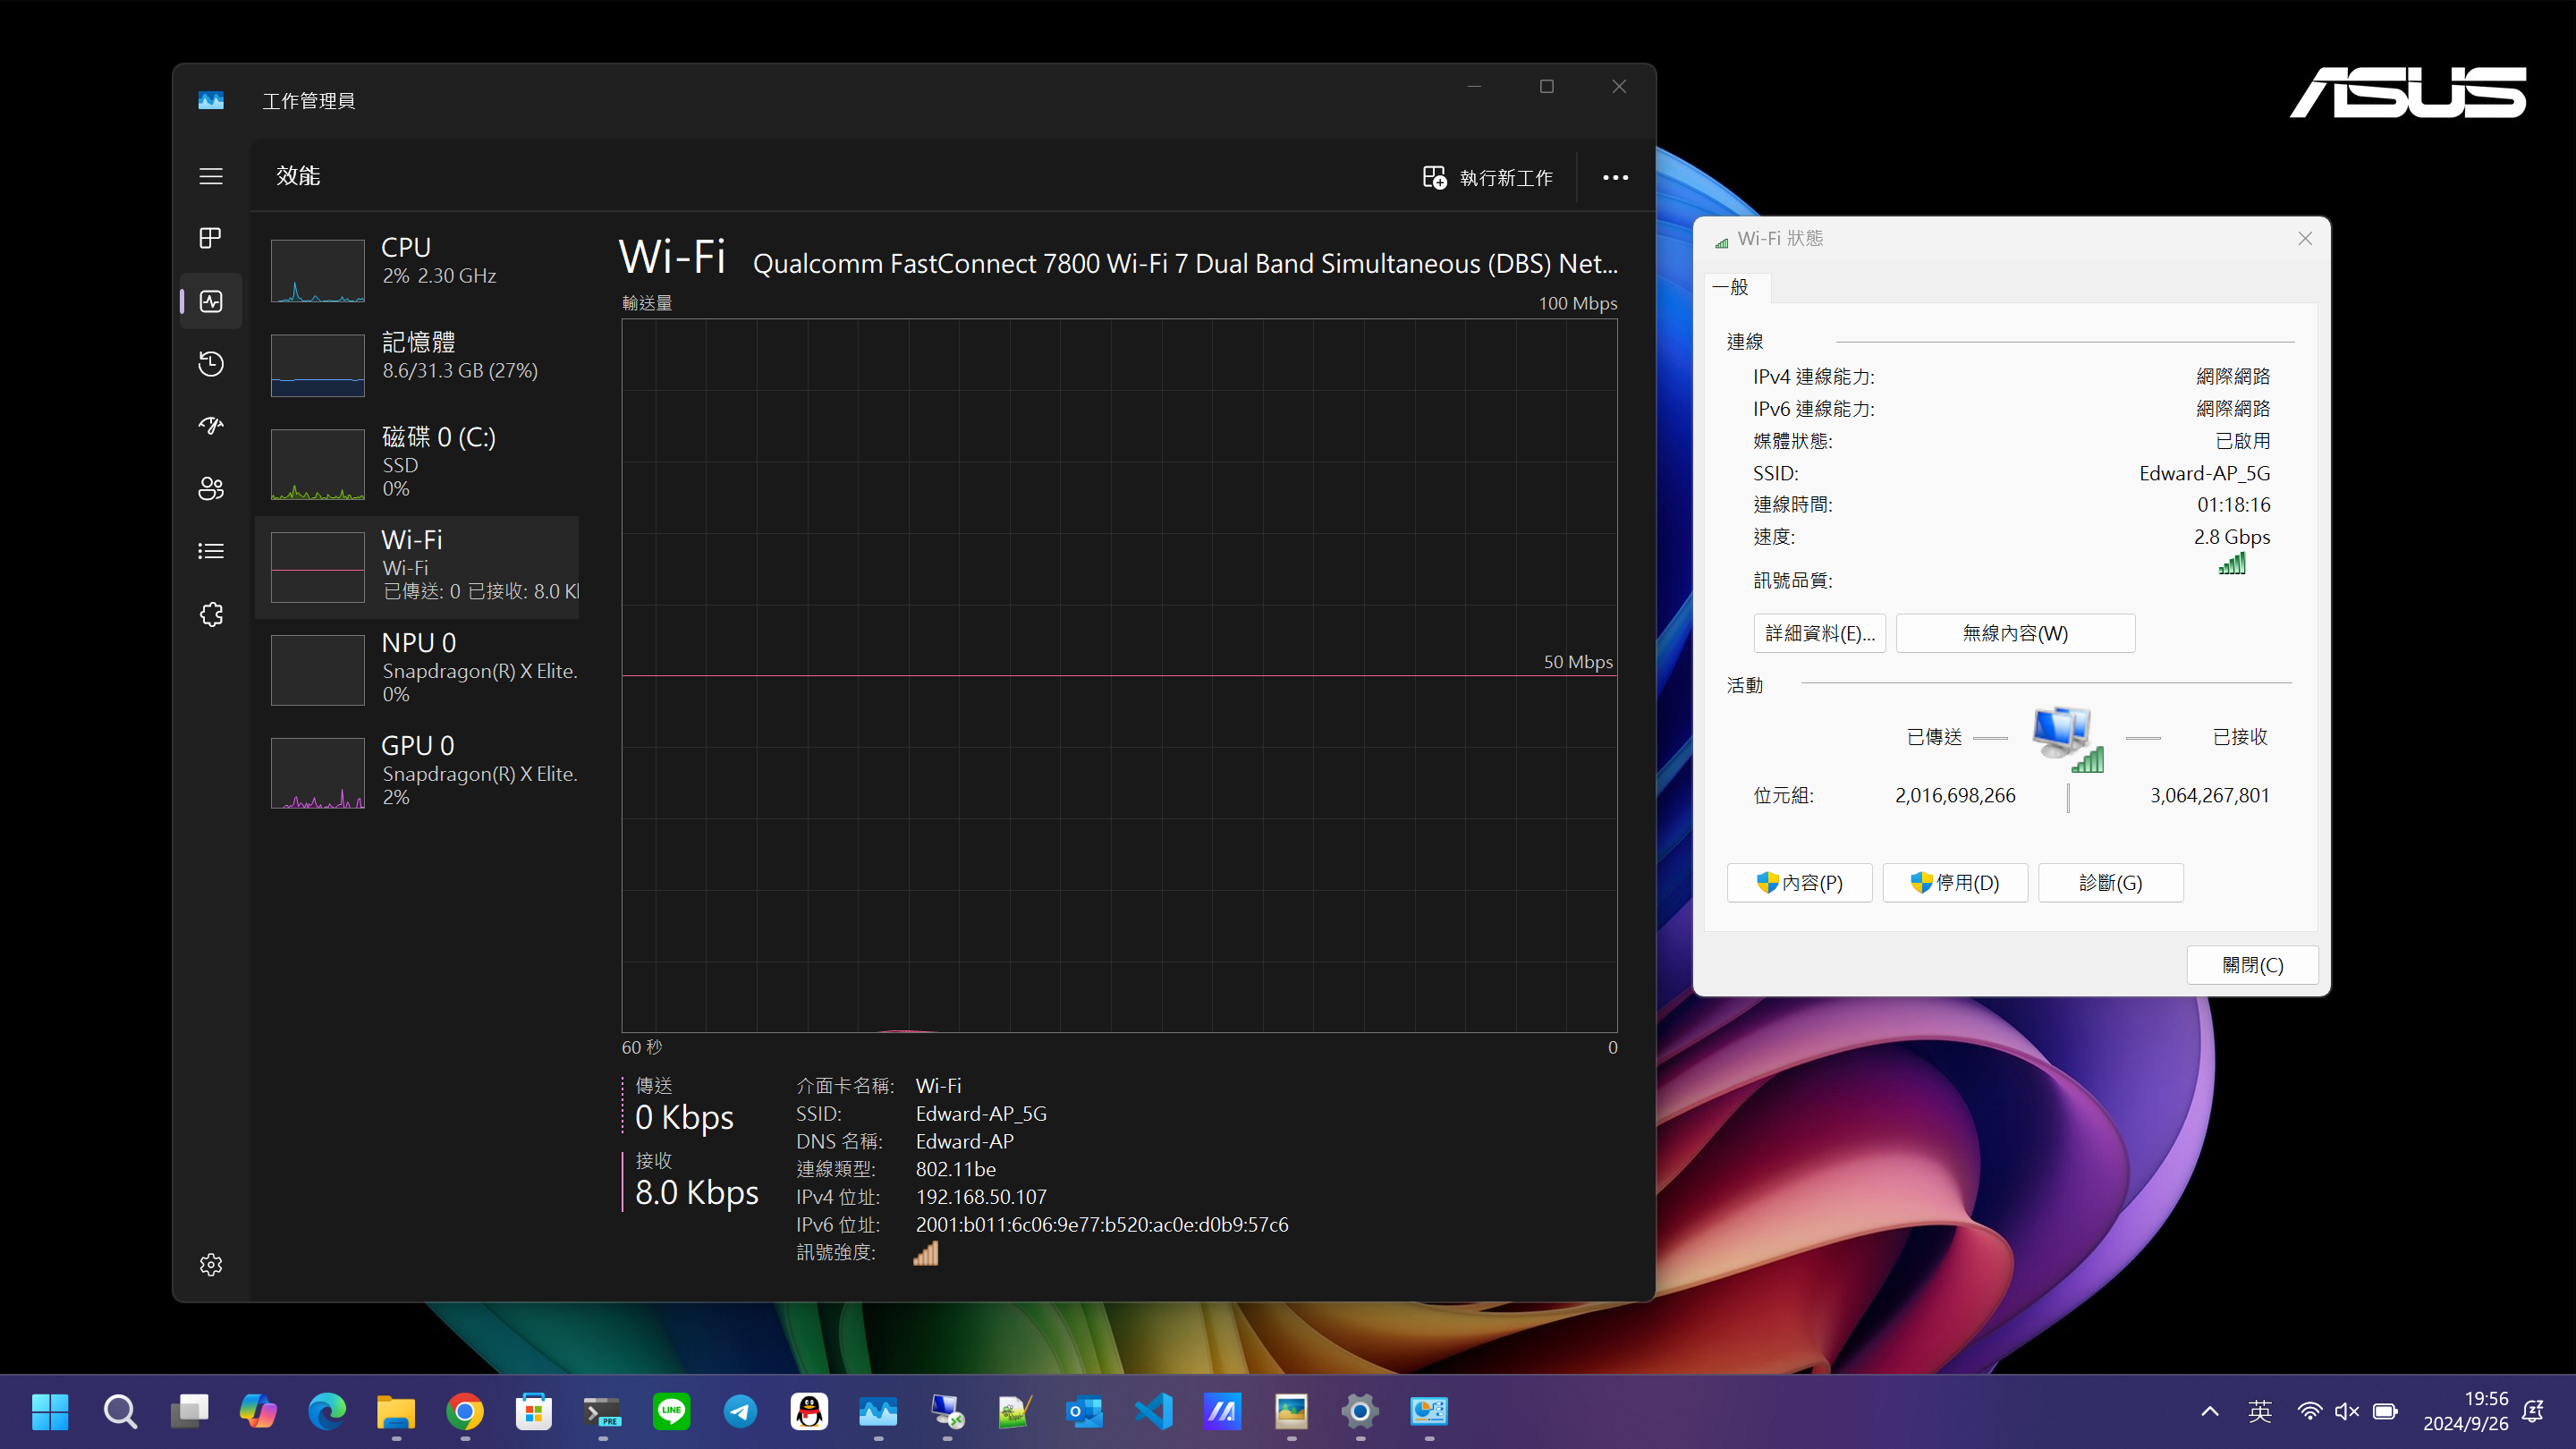 ASUS
工作管理員
效能
執行新工作
CPU
2% 2.30 GHz
記憶體
8.6/31.3 GB (27%)
磁碟 0 (C:)
SSD
0%
Wi-Fi
Wi-Fi
已傳送: 0 已接收: 8.0 K
NPU 0
Snapdragon(R) X Elite.
0%
GPU 0
Snapdragon(R) X Elite.
2%
Wi-Fi
Qualcomm FastConnect 7800 Wi-Fi 7 Dual Band Simultaneous (DBS) Net...
輸送量
100 Mbps
50 Mbps
60 秒
0
傳送
0 Kbps
接收
8.0 Kbps
介面卡名稱: Wi-Fi
SSID: Edward-AP_5G
DNS 名稱: Edward-AP
連線類型: 802.11be
IPv4 位址: 192.168.50.107
IPv6 位址: 2001:b011:6c06:9e77:b520:ac0e:d0b9:57c6
訊號強度:
Wi-Fi 狀態
一般
連線
IPv4 連線能力: 網際網路
IPv6 連線能力: 網際網路
媒體狀態: 已啟用
SSID: Edward-AP_5G
連線時間: 01:18:16
速度: 2.8 Gbps
訊號品質:
詳細資料(E)... 無線內容(W)
活動
已傳送 已接收
位元組: 2,016,698,266 3,064,267,801
內容(P) 停用(D) 診斷(G)
關閉(C)
PRE
LINE
英
19:56
2024/9/26